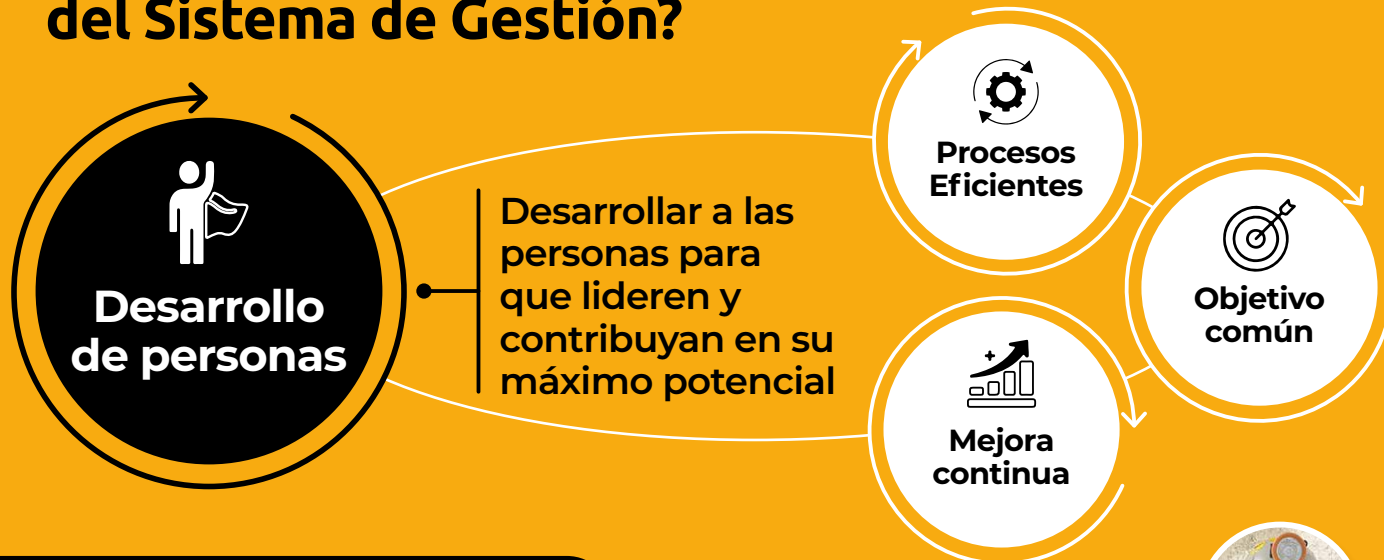 del Sistema de Gestión?
Desarrollo
de personas
Desarrollar a las
personas para
que lideren y
contribuyan en su
máximo potencial
Procesos
Eficientes
Objetivo
común
Mejora
continua